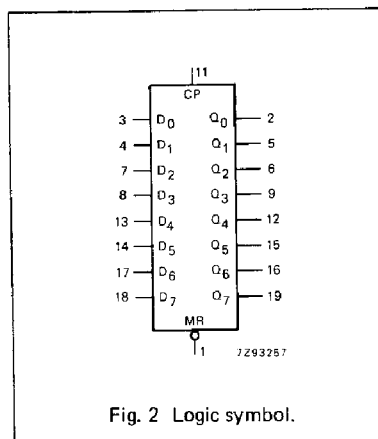 11
CP
3 D0 Q0 2
4 D1 Q1 5
7 D2 Q2 6
8 D3 Q3 9
13 D4 Q4 12
14 D5 Q5 15
17 D6 Q6 16
18 D7 Q7 19
MR
1
7Z93257
Fig. 2 Logic symbol.